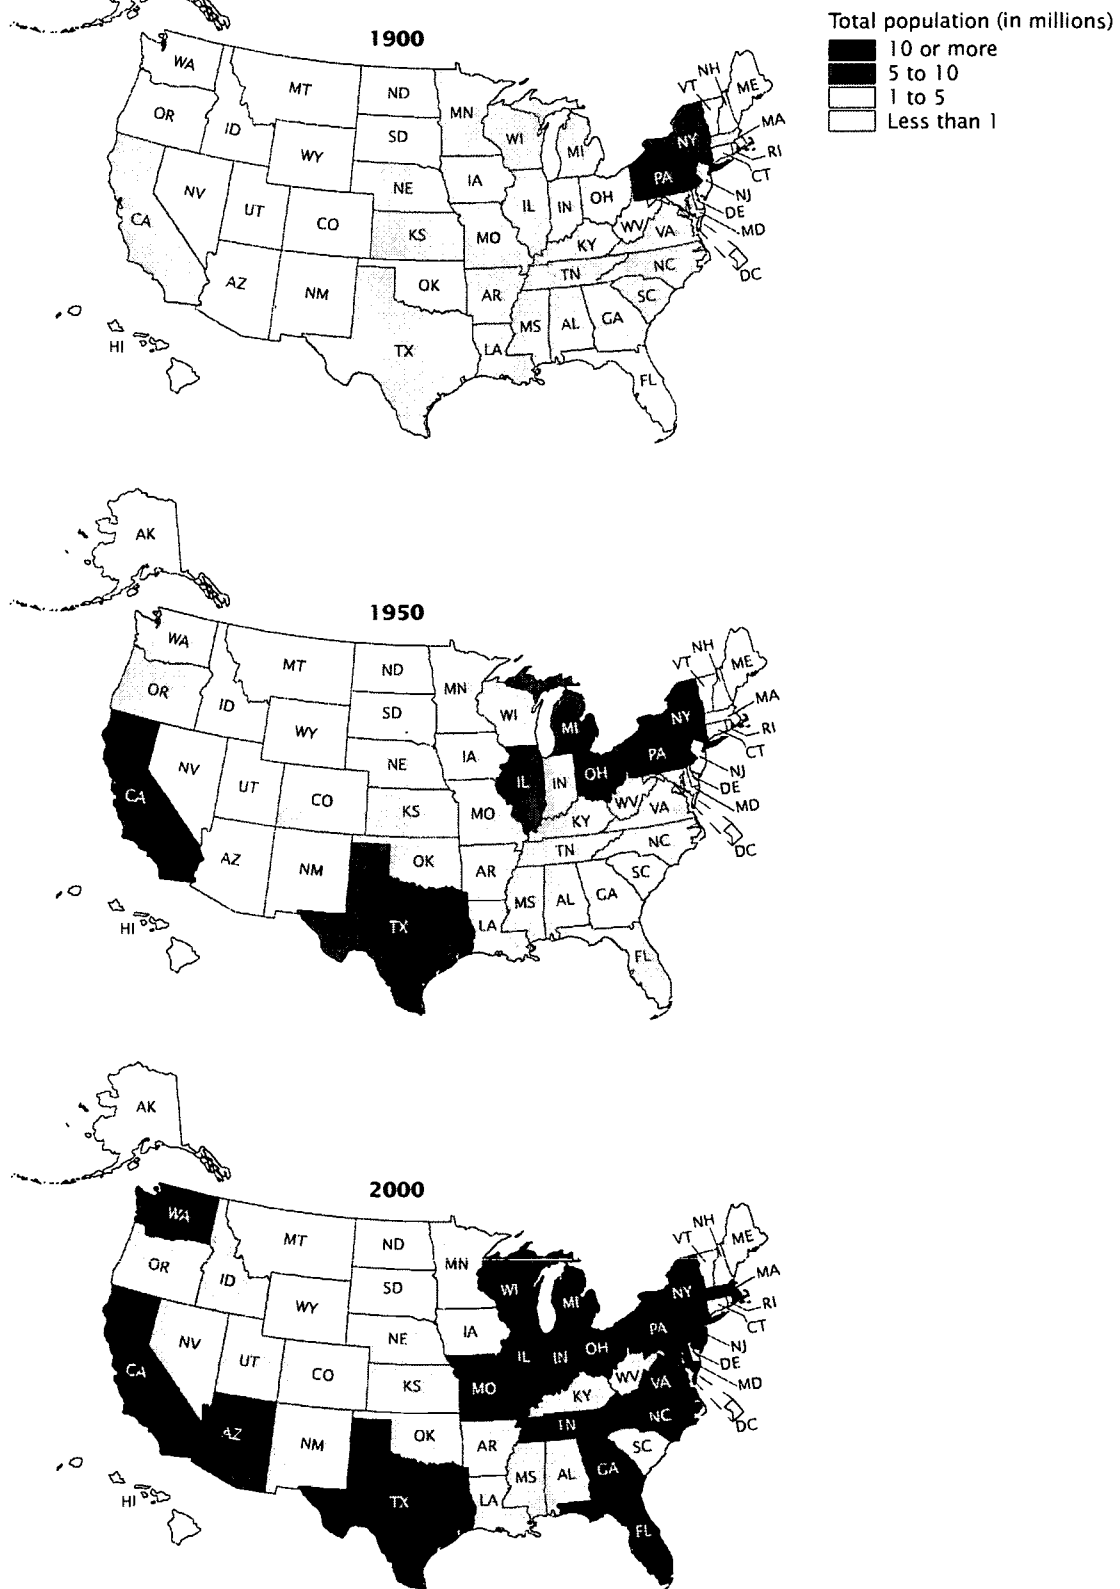 Total population (in millions)
10 or more
5 to 10
1 to 5
Less than 1
1900
WA
MT
ND
MN
OR
ID
SD
WI
MI
WY
IA
NE
NV
UT
CO
KS
MO
IL
IN
OH
CA
AZ
NM
OK
AR
TX
LA
MS
AL
GA
FL
TN
KY
WV
VA
NC
SC
PA
NY
VT
NH
ME
MA
RI
CT
NJ
DE
MD
DC
HI
AK
1950
WA
MT
ND
MN
OR
ID
SD
WI
MI
WY
IA
NE
NV
UT
CO
KS
MO
IL
IN
OH
CA
AZ
NM
OK
AR
TX
LA
MS
AL
GA
FL
TN
KY
WV
VA
NC
SC
PA
NY
VT
NH
ME
MA
RI
CT
NJ
DE
MD
DC
HI
AK
2000
WA
MT
ND
MN
OR
ID
SD
WI
MI
WY
IA
NE
NV
UT
CO
KS
MO
IL
IN
OH
CA
AZ
NM
OK
AR
TX
LA
MS
AL
GA
FL
TN
KY
WV
VA
NC
SC
PA
NY
VT
NH
ME
MA
RI
CT
NJ
DE
MD
DC
HI